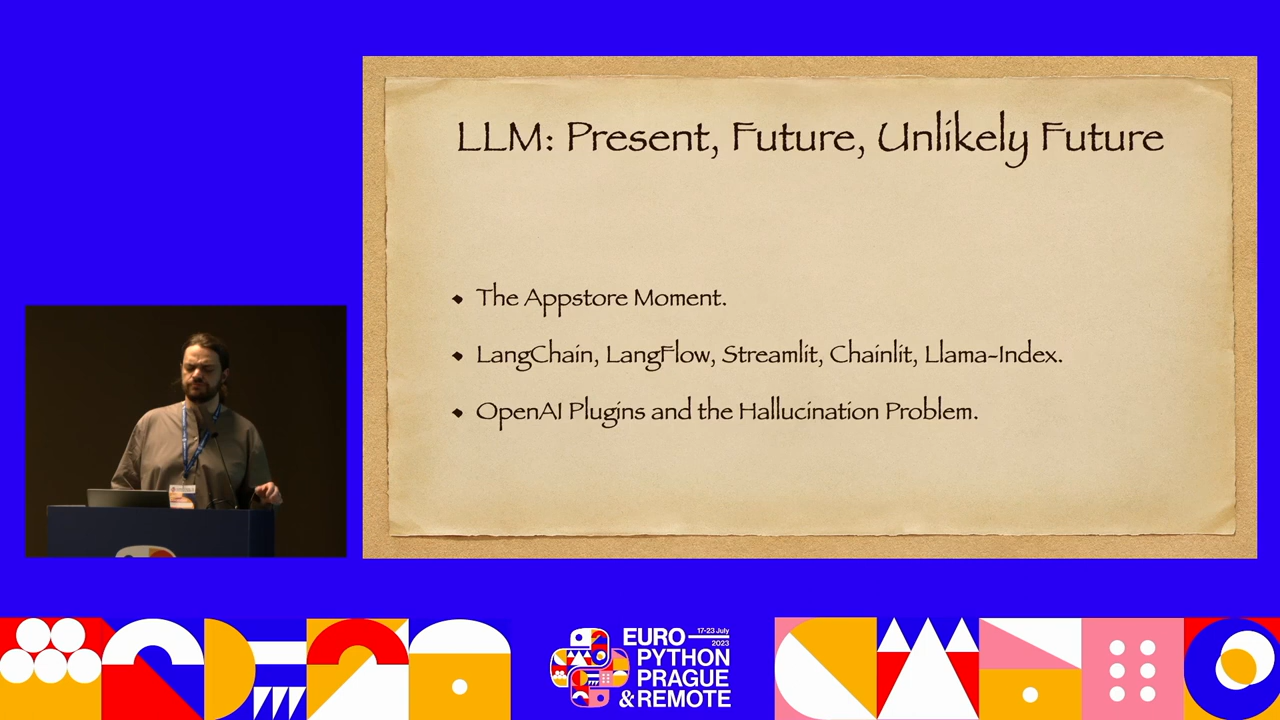 LLM: Present, Future, Unlikely Future
The Appstore Moment.
LangChain, LangFlow, Streamlit, Chainlit, Llama-Index.
OpenAI Plugins and the Hallucination Problem.
EURO
17-23 July
2023
PYTHON
PRAGUE
& REMOTE